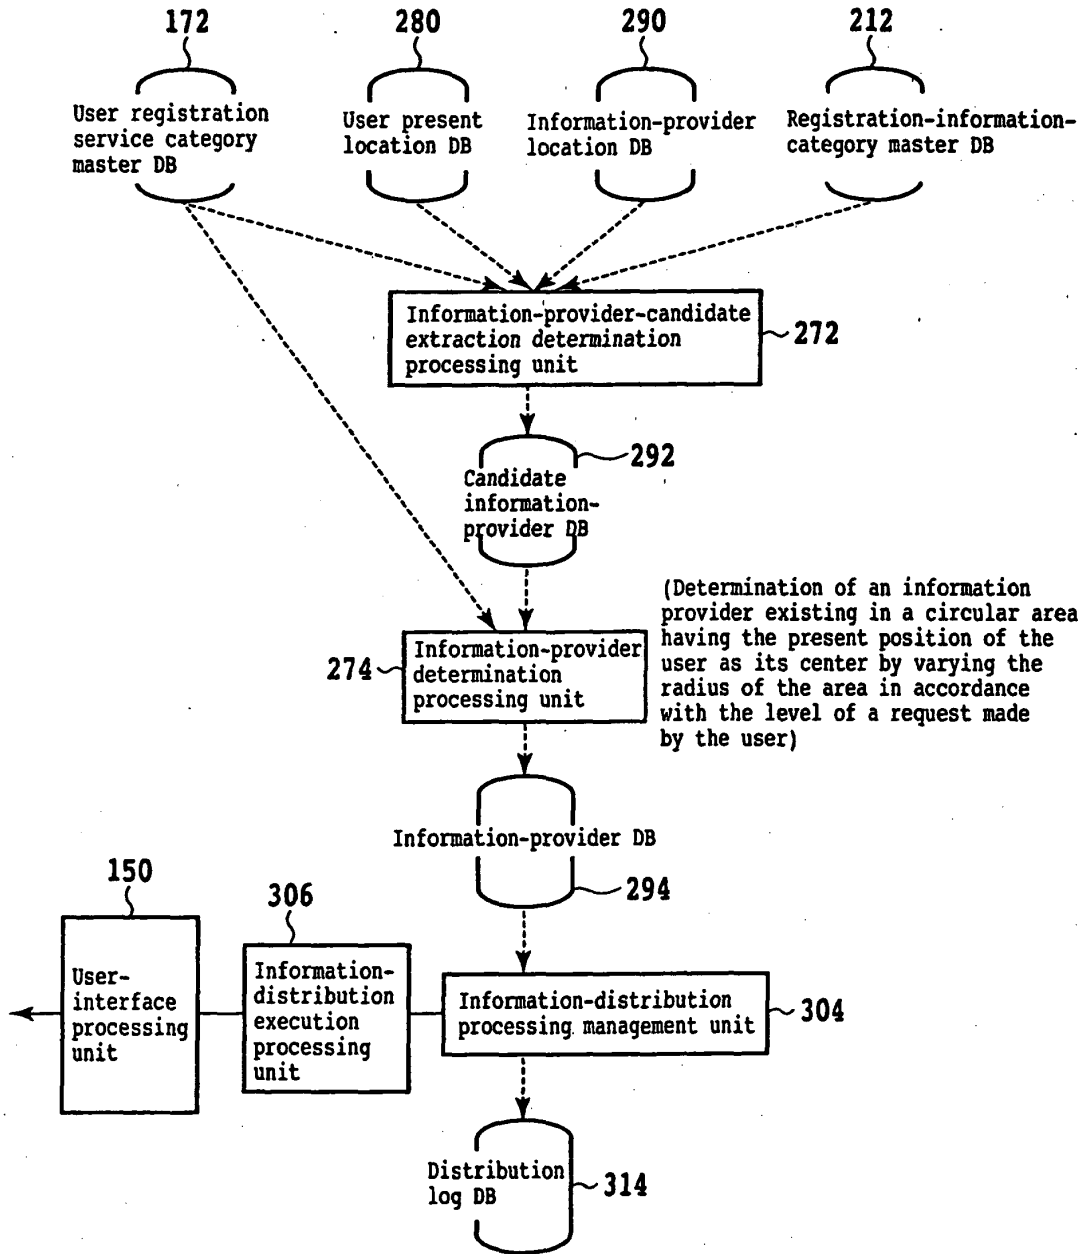 172
280
290
212
User registration
service category
master DB
User present
location DB
Information-provider
location DB
Registration-information-
category master DB
Information-provider-candidate
extraction determination
processing unit
272
292
Candidate
information-
provider DB
(Determination of an information
provider existing in a circular area
having the present position of the
user as its center by varying the
radius of the area in accordance
with the level of a request made
by the user)
274
Information-provider
determination
processing unit
Information-provider DB
294
150
306
User-
interface
processing
unit
Information-
distribution
execution
processing
unit
Information-distribution
processing management unit
304
Distribution
log DB
314